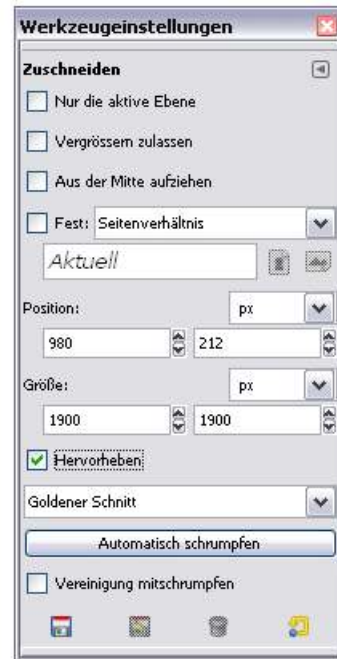 Werkzeugeinstellungen
Zuschneiden
Nur die aktive Ebene
Vergrössern zulassen
Aus der Mitte aufziehen
Fest: Seitenverhältnis
Aktuell
Position: px
980 212
Größe: px
1900 1900
Hervorheben
Goldener Schnitt
Automatisch schrumpfen
Vereinigung mitschrumpfen